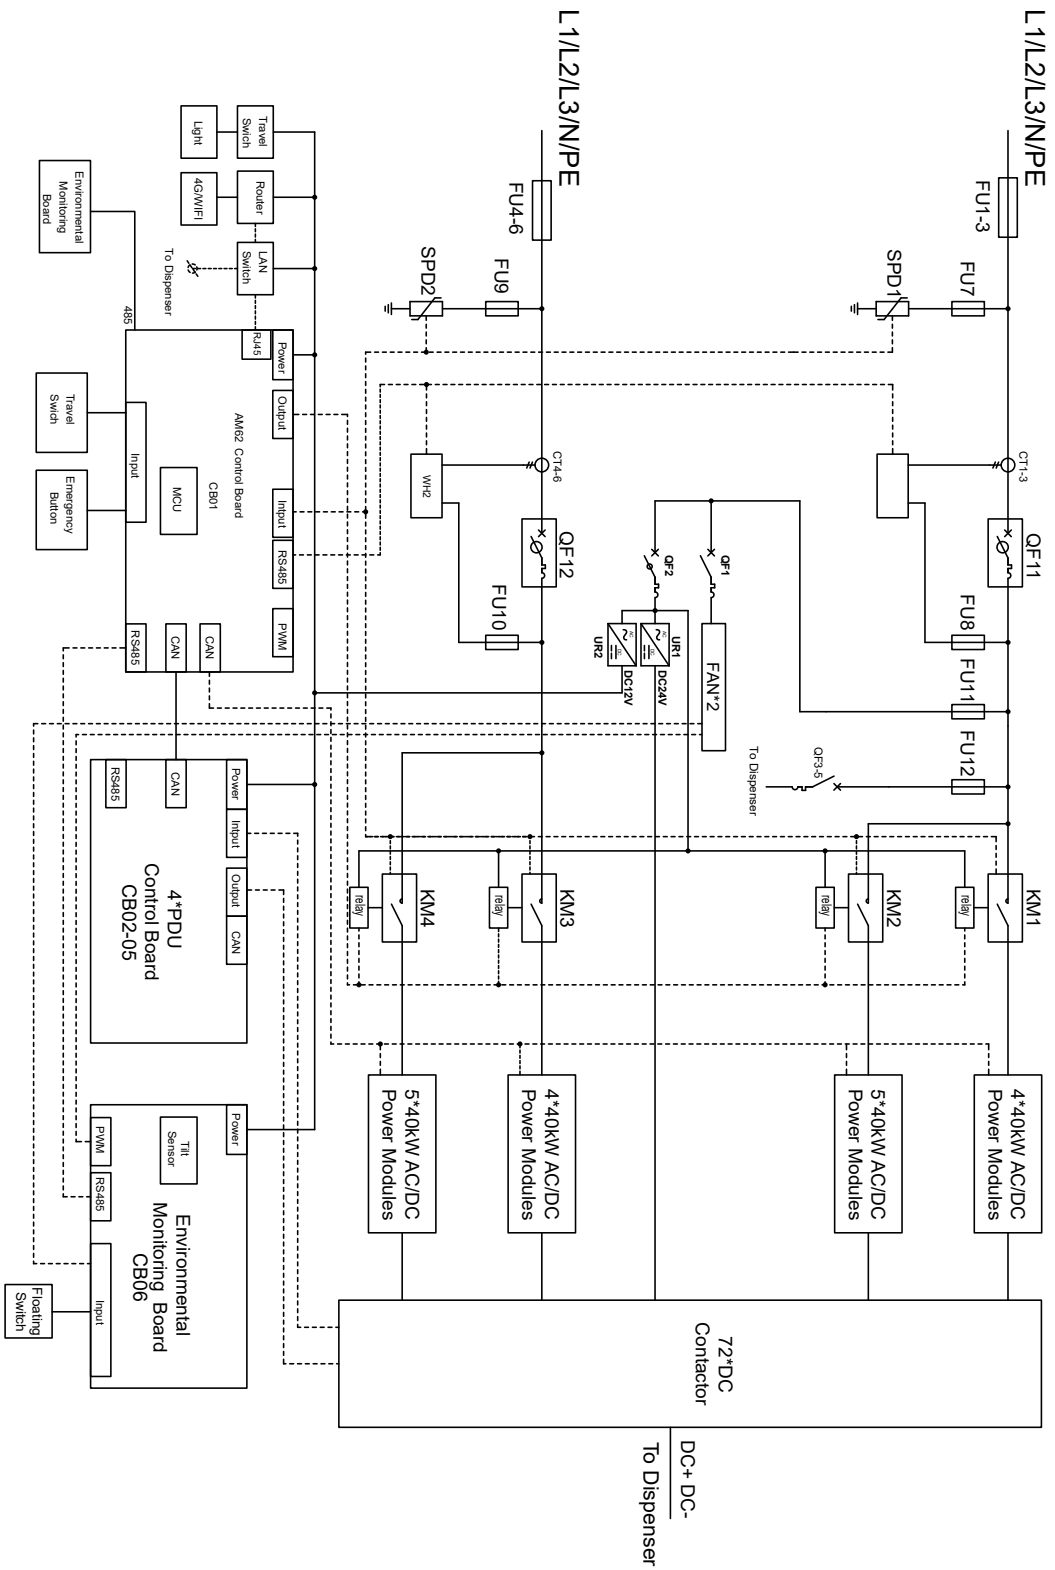 L1/L2/L3/N/PE
FU1-3
FU7
SPD1
CT1-3
QF11
FU8
FU11
FU12
QF3-5
To Dispenser
KM1
relay
KM2
relay
4*40kW AC/DC
Power Modules
5*40kW AC/DC
Power Modules
QF1
QF2
FAN*2
AC
DC
UR1
DC24V
AC
DC
UR2
DC12V
L1/L2/L3/N/PE
FU4-6
FU9
SPD2
CT4-6
WH2
QF12
FU10
KM3
relay
KM4
relay
4*40kW AC/DC
Power Modules
5*40kW AC/DC
Power Modules
72*DC
Contactor
DC+ DC-
To Dispenser
Travel
Swich
Light
Router
4G/WIFI
LAN
Switch
To Dispenser
Environmental
Monitoring
Board
485
RJ45
Power
Output
Intput
RS485
PWM
AM62 Control Board
CB01
MCU
Input
RS485
CAN
CAN
Travel
Swich
Emergency
Button
Power
Intput
Output
CAN
RS485
CAN
4*PDU
Control Board
CB02-05
Power
Tilt
Sensor
PWM
RS485
Input
Environmental
Monitoring Board
CB06
Floating
Switch